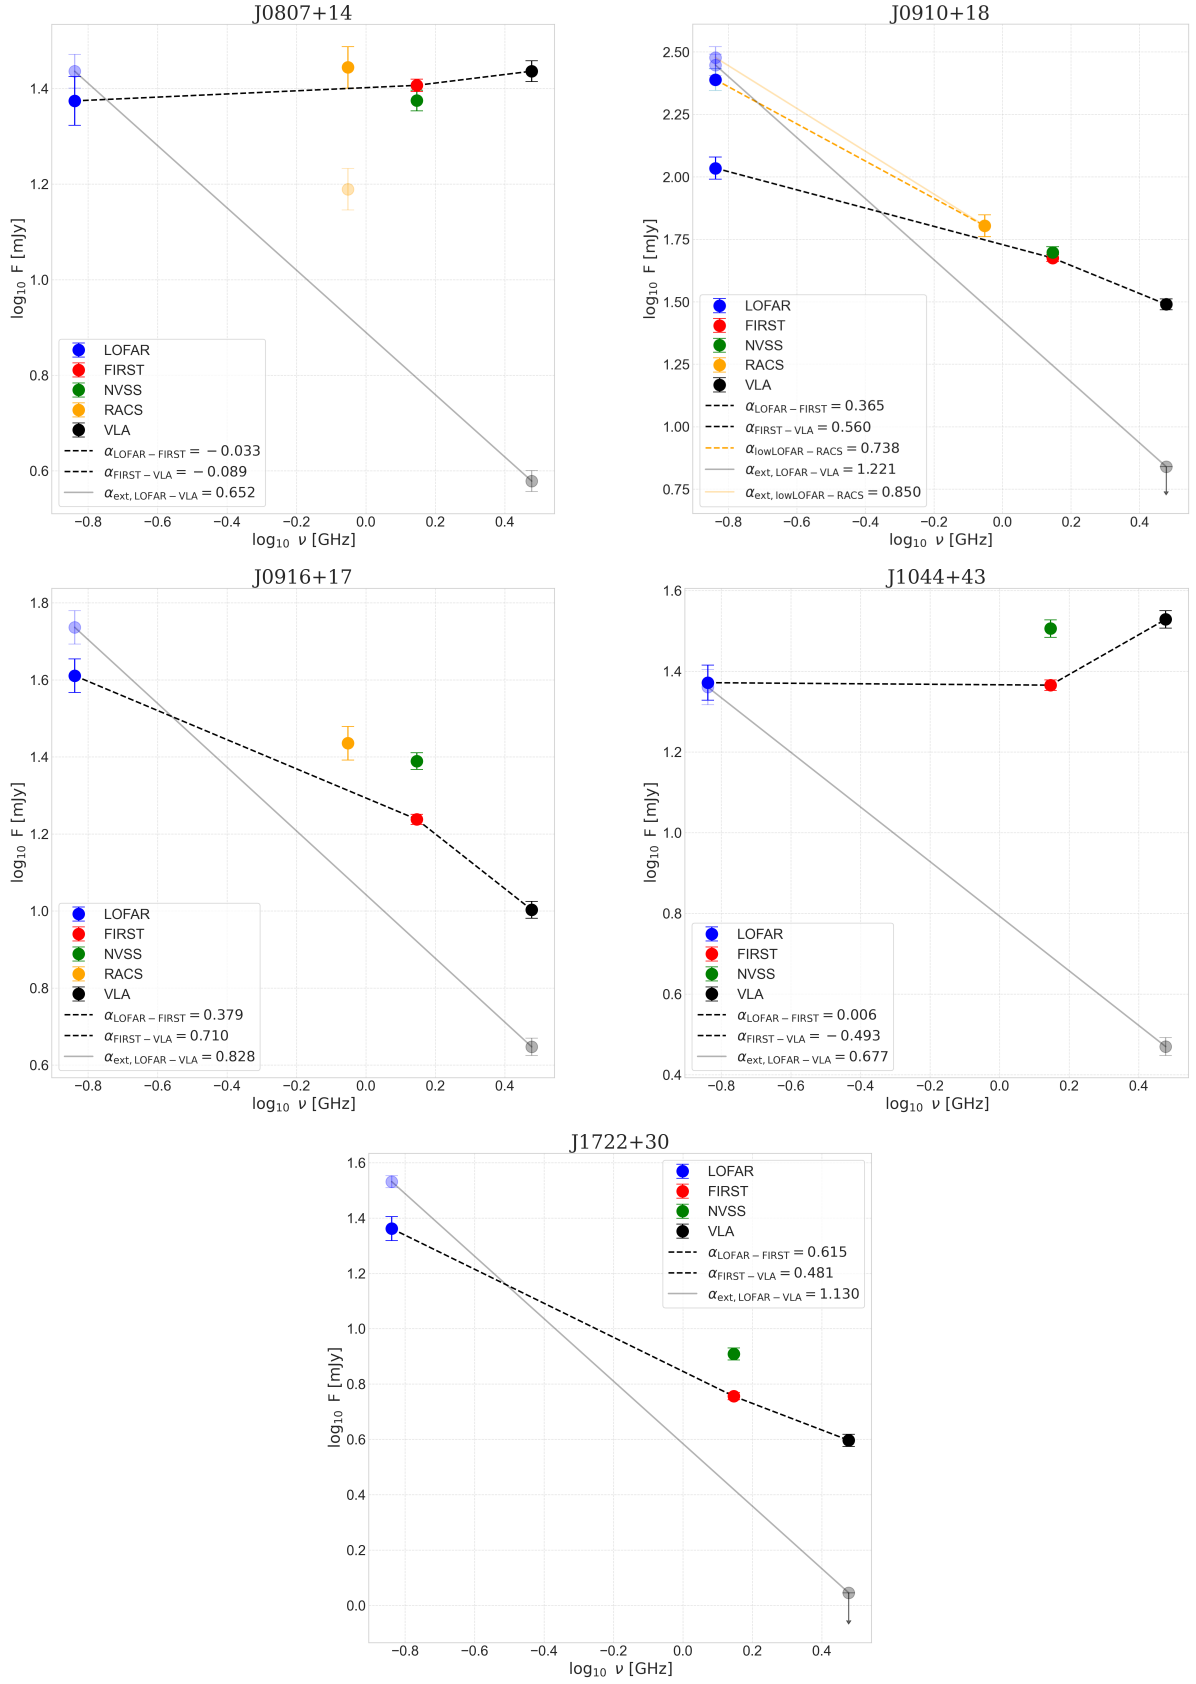 J0807+14
log₁₀ F [mJy]
1.4
1.2
1.0
0.8
0.6
LOFAR
FIRST
NVSS
RACS
VLA
α_LOFAR−FIRST = −0.033
α_FIRST−VLA = −0.089
α_ext, LOFAR−VLA = 0.652
−0.8 −0.6 −0.4 −0.2 0.0 0.2 0.4
log₁₀ ν [GHz]
J0910+18
log₁₀ F [mJy]
2.50
2.25
2.00
1.75
1.50
1.25
1.00
0.75
LOFAR
FIRST
NVSS
RACS
VLA
α_LOFAR−FIRST = 0.365
α_FIRST−VLA = 0.560
α_lowLOFAR−RACS = 0.738
α_ext, LOFAR−VLA = 1.221
α_ext, lowLOFAR−RACS = 0.850
−0.8 −0.6 −0.4 −0.2 0.0 0.2 0.4
log₁₀ ν [GHz]
J0916+17
log₁₀ F [mJy]
1.8
1.6
1.4
1.2
1.0
0.8
0.6
LOFAR
FIRST
NVSS
RACS
VLA
α_LOFAR−FIRST = 0.379
α_FIRST−VLA = 0.710
α_ext, LOFAR−VLA = 0.828
−0.8 −0.6 −0.4 −0.2 0.0 0.2 0.4
log₁₀ ν [GHz]
J1044+43
log₁₀ F [mJy]
1.6
1.4
1.2
1.0
0.8
0.6
0.4
LOFAR
FIRST
NVSS
VLA
α_LOFAR−FIRST = 0.006
α_FIRST−VLA = −0.493
α_ext, LOFAR−VLA = 0.677
−0.8 −0.6 −0.4 −0.2 0.0 0.2 0.4
log₁₀ ν [GHz]
J1722+30
log₁₀ F [mJy]
1.6
1.4
1.2
1.0
0.8
0.6
0.4
0.2
0.0
LOFAR
FIRST
NVSS
VLA
α_LOFAR−FIRST = 0.615
α_FIRST−VLA = 0.481
α_ext, LOFAR−VLA = 1.130
−0.8 −0.6 −0.4 −0.2 0.0 0.2 0.4
log₁₀ ν [GHz]